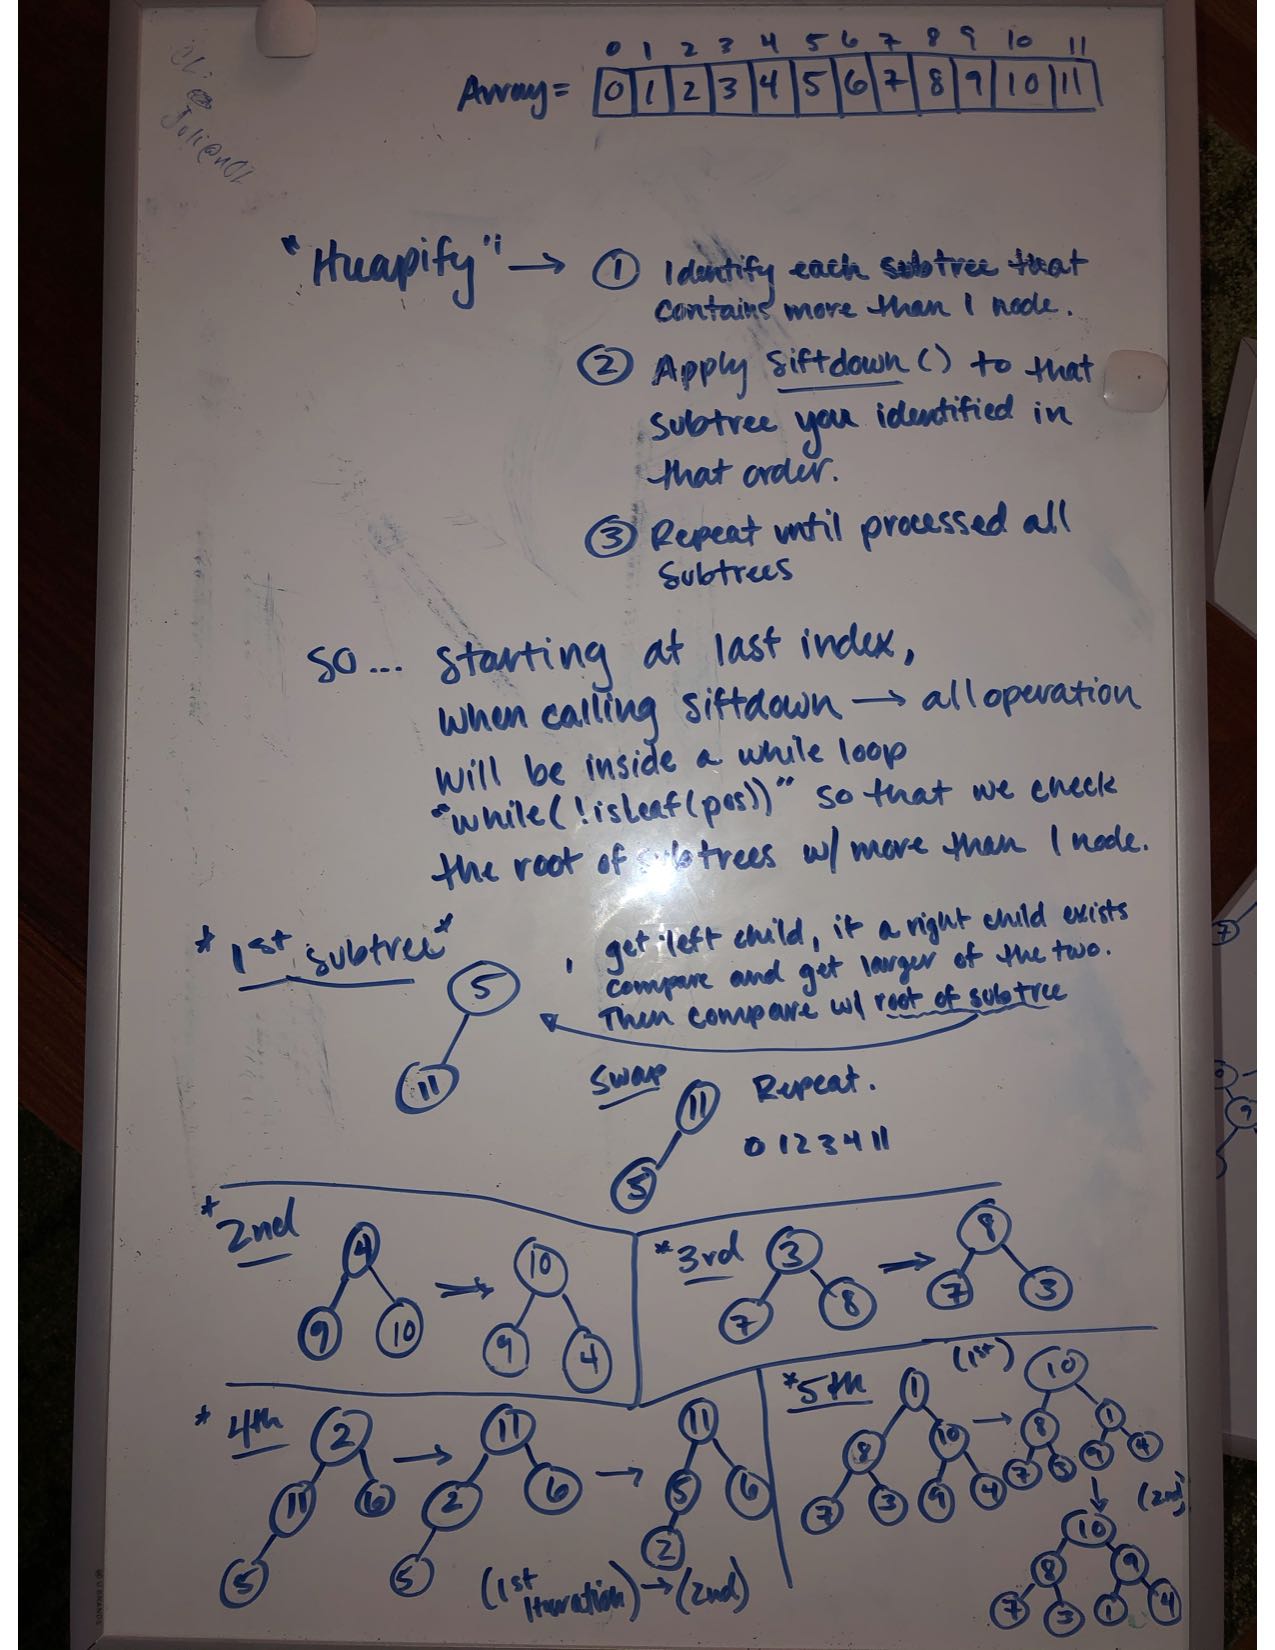 0 1 2 3 4 5 6 7 8 9 10 11
Array = 0 1 2 3 4 5 6 7 8 9 10 11
"Heapify": → ① Identify each subtree that
contains more than 1 node.
② Apply siftdown() to that
subtree you identified in
that order.
③ Repeat until processed all
subtrees
SO... starting at last index,
when calling siftdown → all operation
will be inside a while loop
"while(!isLeaf(pos))" so that we check
the root of subtrees w/ more than 1 node.
*1st subtree*
, get left child, if a right child exists
compare and get larger of the two.
Then compare w/ root of subtree
5
11
Swap
11
5
Repeat.
0 1 2 3 4 11
*2nd
4
9 10
→
10
9 4
*3rd
3
7 8
→
8
7 3
*4th
2
11 6
5
→
11
2 6
5
→
11
5 6
2
(1st iteration) → (2nd)
*5th
1
8 10
7 3 9 4
→
(1st)
10
8 1
7 3 9 4
↓
(2nd)
10
8 9
7 3 1 4